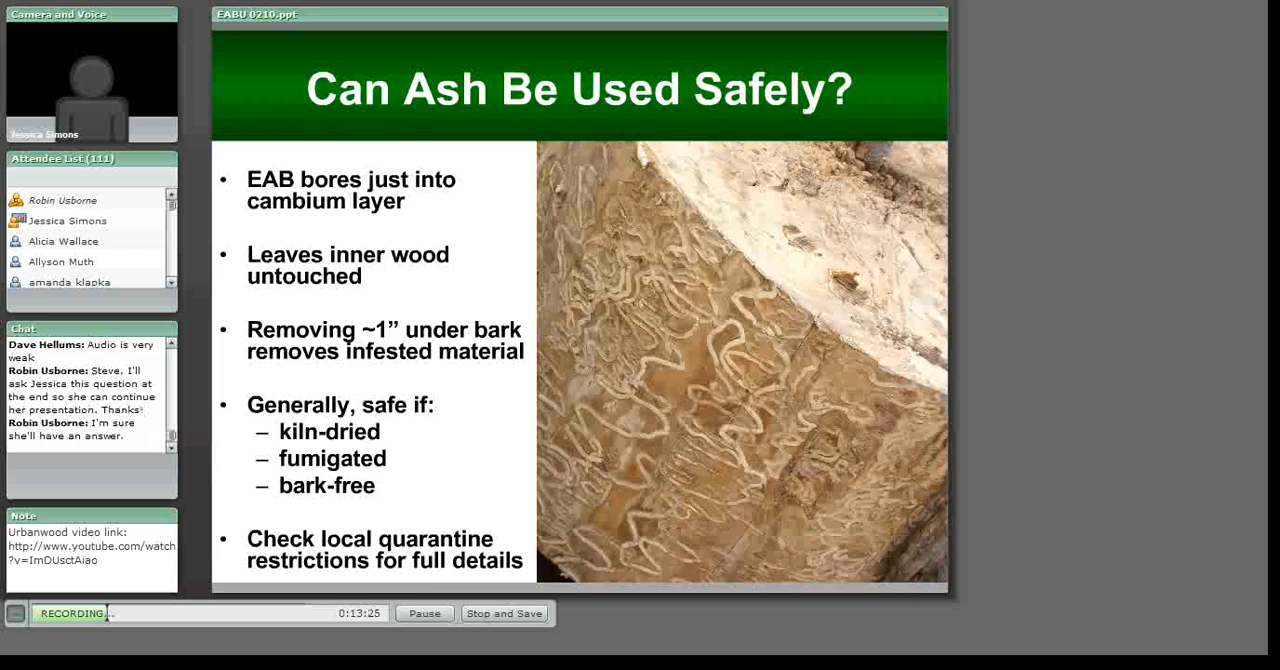 Camera and Voice
Jessica Simons
Attendee List (111)
Robin Usborne
Jessica Simons
Alicia Wallace
Allyson Muth
amanda klapka
Chat
Dave Hellums: Audio is very
weak
Robin Usborne: Steve, I'll
ask Jessica this question at
the end so she can continue
her presentation. Thanks!
Robin Usborne: I'm sure
she'll have an answer.
Note
Urbanwood video link:
http://www.youtube.com/watch
?v=ImDUsctAiao
EABU 0210.ppt
Can Ash Be Used Safely?
• EAB bores just into
cambium layer
• Leaves inner wood
untouched
• Removing ~1” under bark
removes infested material
• Generally, safe if:
– kiln-dried
– fumigated
– bark-free
• Check local quarantine
restrictions for full details
RECORDING...
0:13:25
Pause
Stop and Save